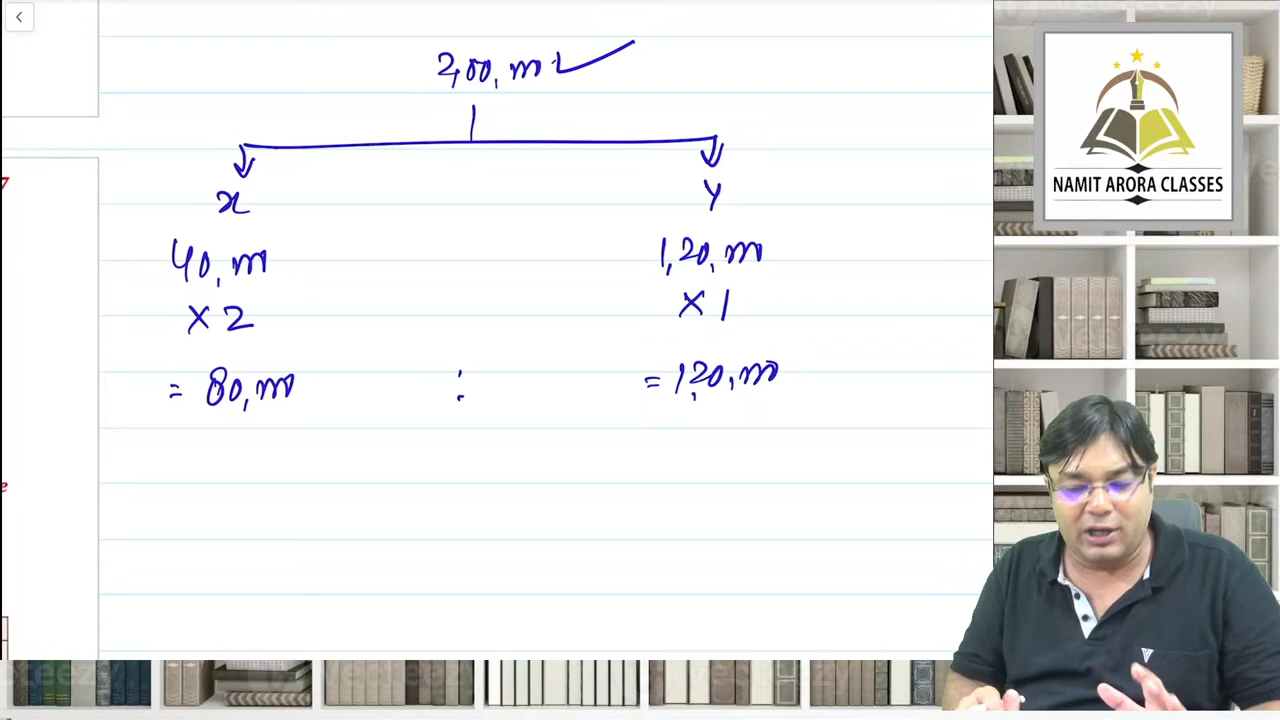 2,00,m
x
y
40,m
1,20,m
× 2
× 1
= 80,m : = 1,20,m
NAMIT ARORA CLASSES